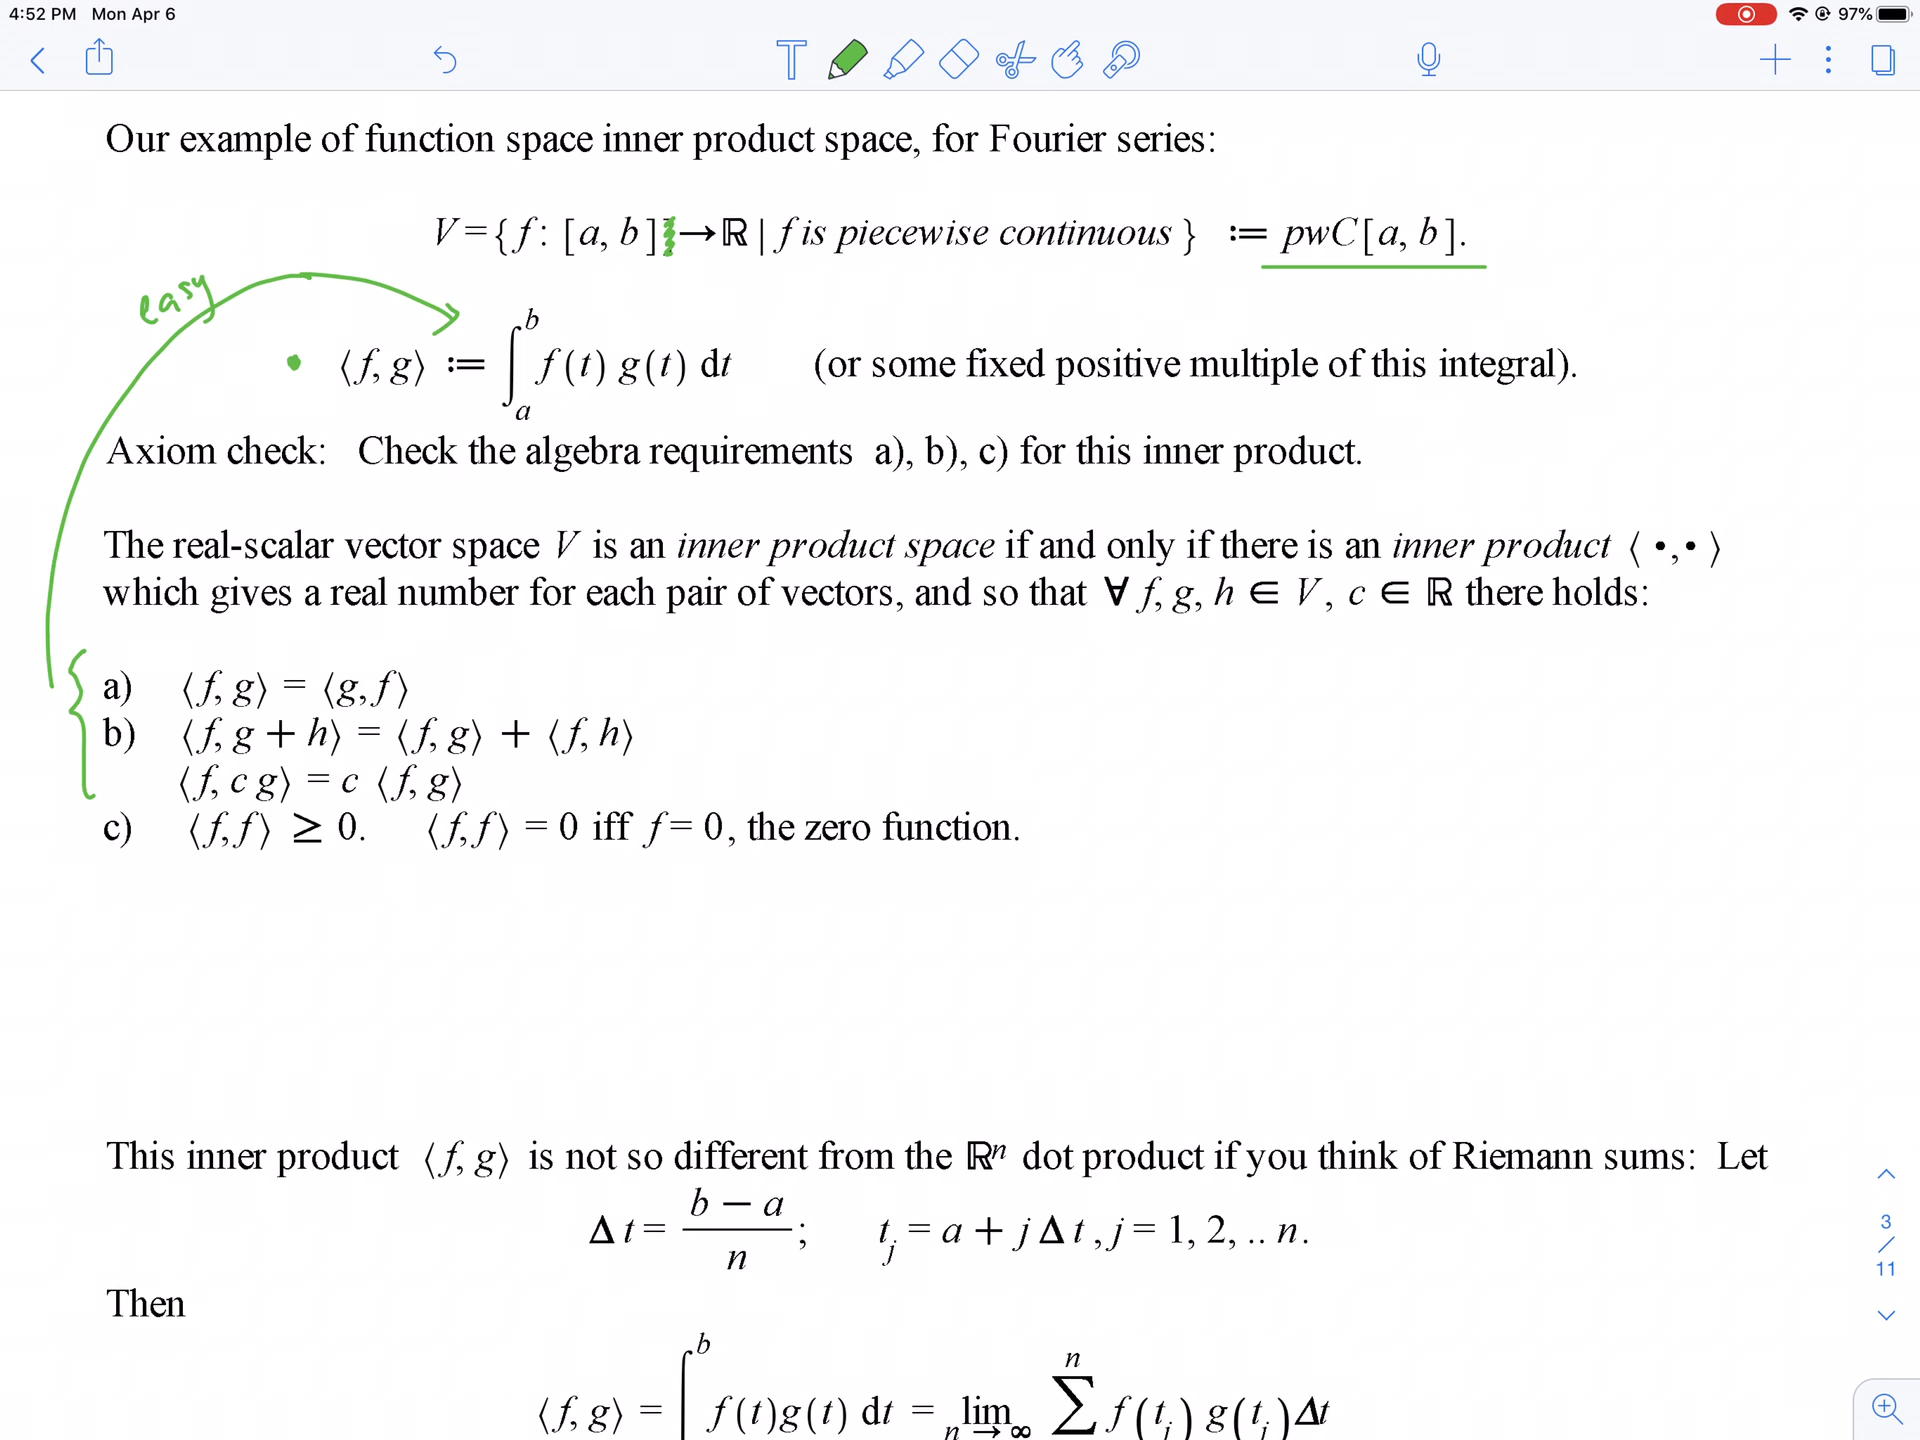 4:52 PM Mon Apr 6 97%
T
Our example of function space inner product space, for Fourier series:
V = { f : [a, b] → ℝ | f is piecewise continuous } := pwC[a, b].
easy
• ⟨f, g⟩ := ∫_a^b f(t) g(t) dt (or some fixed positive multiple of this integral).
Axiom check: Check the algebra requirements a), b), c) for this inner product.
The real-scalar vector space V is an inner product space if and only if there is an inner product ⟨ •,• ⟩
which gives a real number for each pair of vectors, and so that ∀ f, g, h ∈ V, c ∈ ℝ there holds:
a) ⟨f, g⟩ = ⟨g, f⟩
b) ⟨f, g + h⟩ = ⟨f, g⟩ + ⟨f, h⟩
⟨f, c g⟩ = c ⟨f, g⟩
c) ⟨f, f⟩ ≥ 0. ⟨f, f⟩ = 0 iff f = 0, the zero function.
This inner product ⟨f, g⟩ is not so different from the ℝⁿ dot product if you think of Riemann sums: Let
Δt = (b − a)/n ; t_j = a + j Δt , j = 1, 2, .. n.
3/11
Then
⟨f, g⟩ = ∫^b f(t)g(t) dt = lim_{n → ∞} ∑^n f(t_j) g(t_j)Δt